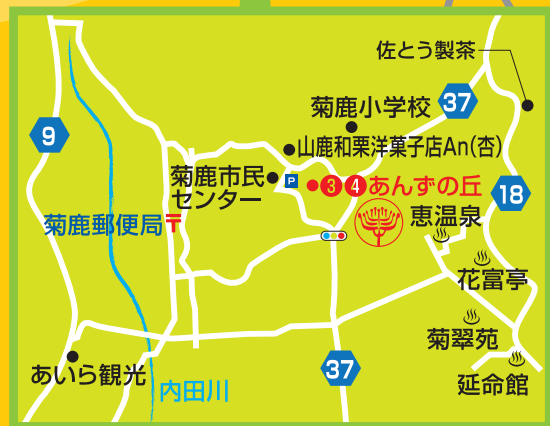 佐とう製茶
菊鹿小学校
37
9
山鹿和栗洋菓子店An(杏)
菊鹿市民
センター
P
3 4 あんずの丘
18
菊鹿郵便局〒
恵温泉
花富亭
菊翠苑
あいら観光
内田川
37
延命館